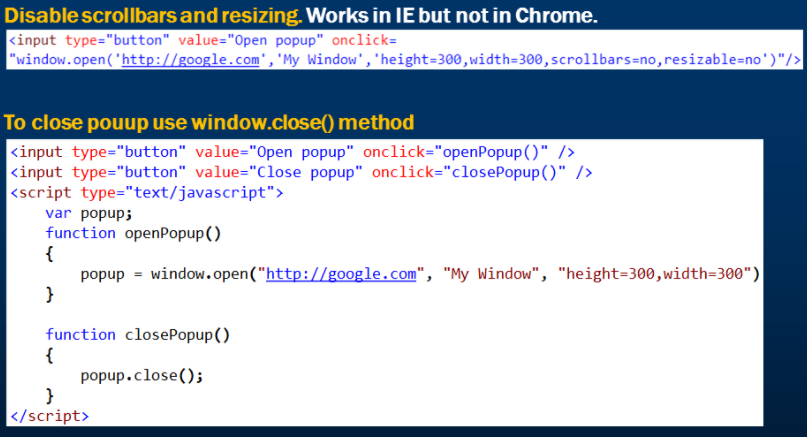 Disable scrollbars and resizing. Works in IE but not in Chrome.
<input type="button" value="Open popup" onclick=
"window.open('http://google.com','My Window','height=300,width=300,scrollbars=no,resizable=no')"/>
To close pouup use window.close() method
<input type="button" value="Open popup" onclick="openPopup()" />
<input type="button" value="Close popup" onclick="closePopup()" />
<script type="text/javascript">
    var popup;
    function openPopup()
    {
        popup = window.open("http://google.com", "My Window", "height=300,width=300")
    }
    function closePopup()
    {
        popup.close();
    }
</script>